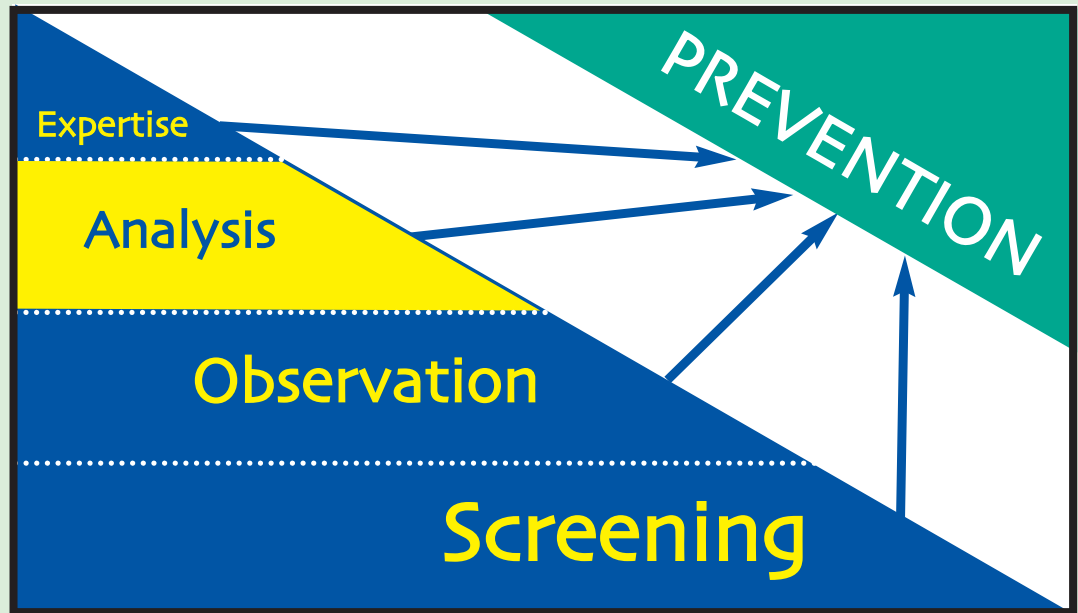 PREVENTION
Expertise
Analysis
Observation
Screening